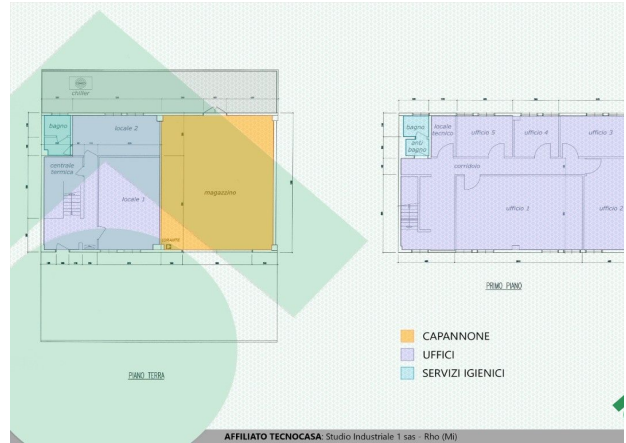 chiller
bagno
locale 2
centrale
termica
locale 1
magazzino
PIANO TERRA
bagno
anti
bagno
locale
tecnico
ufficio 5
ufficio 4
ufficio 3
corridoio
ufficio 1
ufficio 2
PRIMO PIANO
CAPANNONE
UFFICI
SERVIZI IGIENICI
AFFILIATO TECNOCASA: Studio Industriale 1 sas - Rho (Mi)